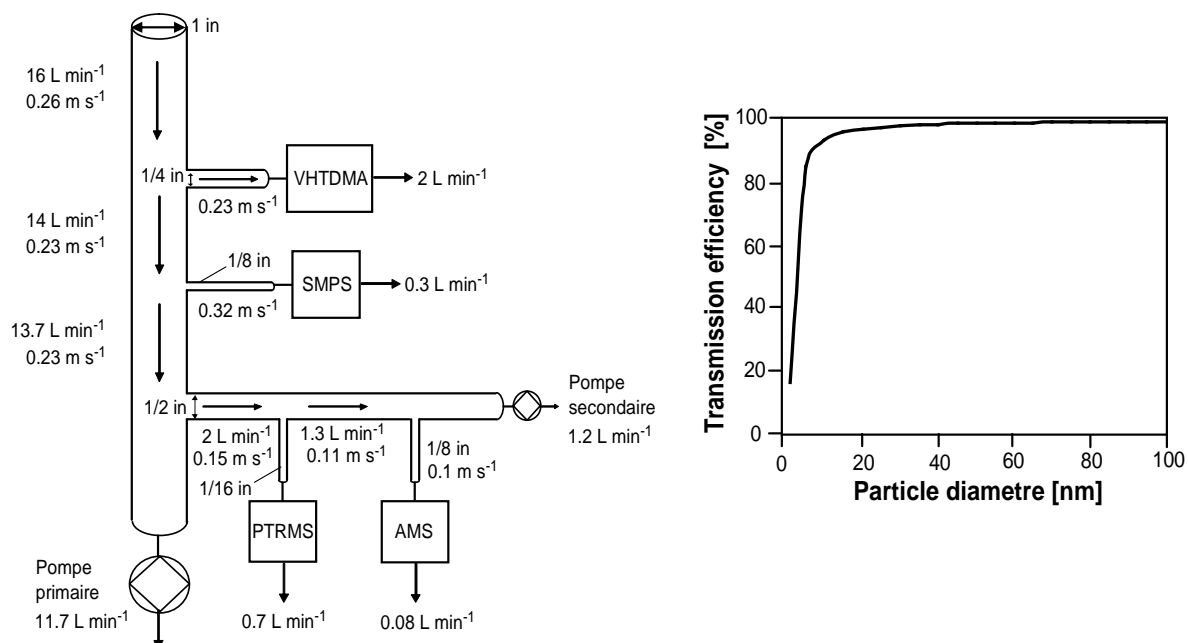 1 in
16 L min⁻¹
0.26 m s⁻¹
1/4 in
VHTDMA
2 L min⁻¹
0.23 m s⁻¹
14 L min⁻¹
0.23 m s⁻¹
1/8 in
SMPS
0.3 L min⁻¹
0.32 m s⁻¹
13.7 L min⁻¹
0.23 m s⁻¹
1/2 in
Pompe
secondaire
1.2 L min⁻¹
2 L min⁻¹
0.15 m s⁻¹
1/16 in
1.3 L min⁻¹
0.11 m s⁻¹
1/8 in
0.1 m s⁻¹
PTRMS
AMS
Pompe
primaire
11.7 L min⁻¹
0.7 L min⁻¹
0.08 L min⁻¹
Transmission efficiency [%]
100
80
60
40
20
0
0 20 40 60 80 100
Particle diametre [nm]